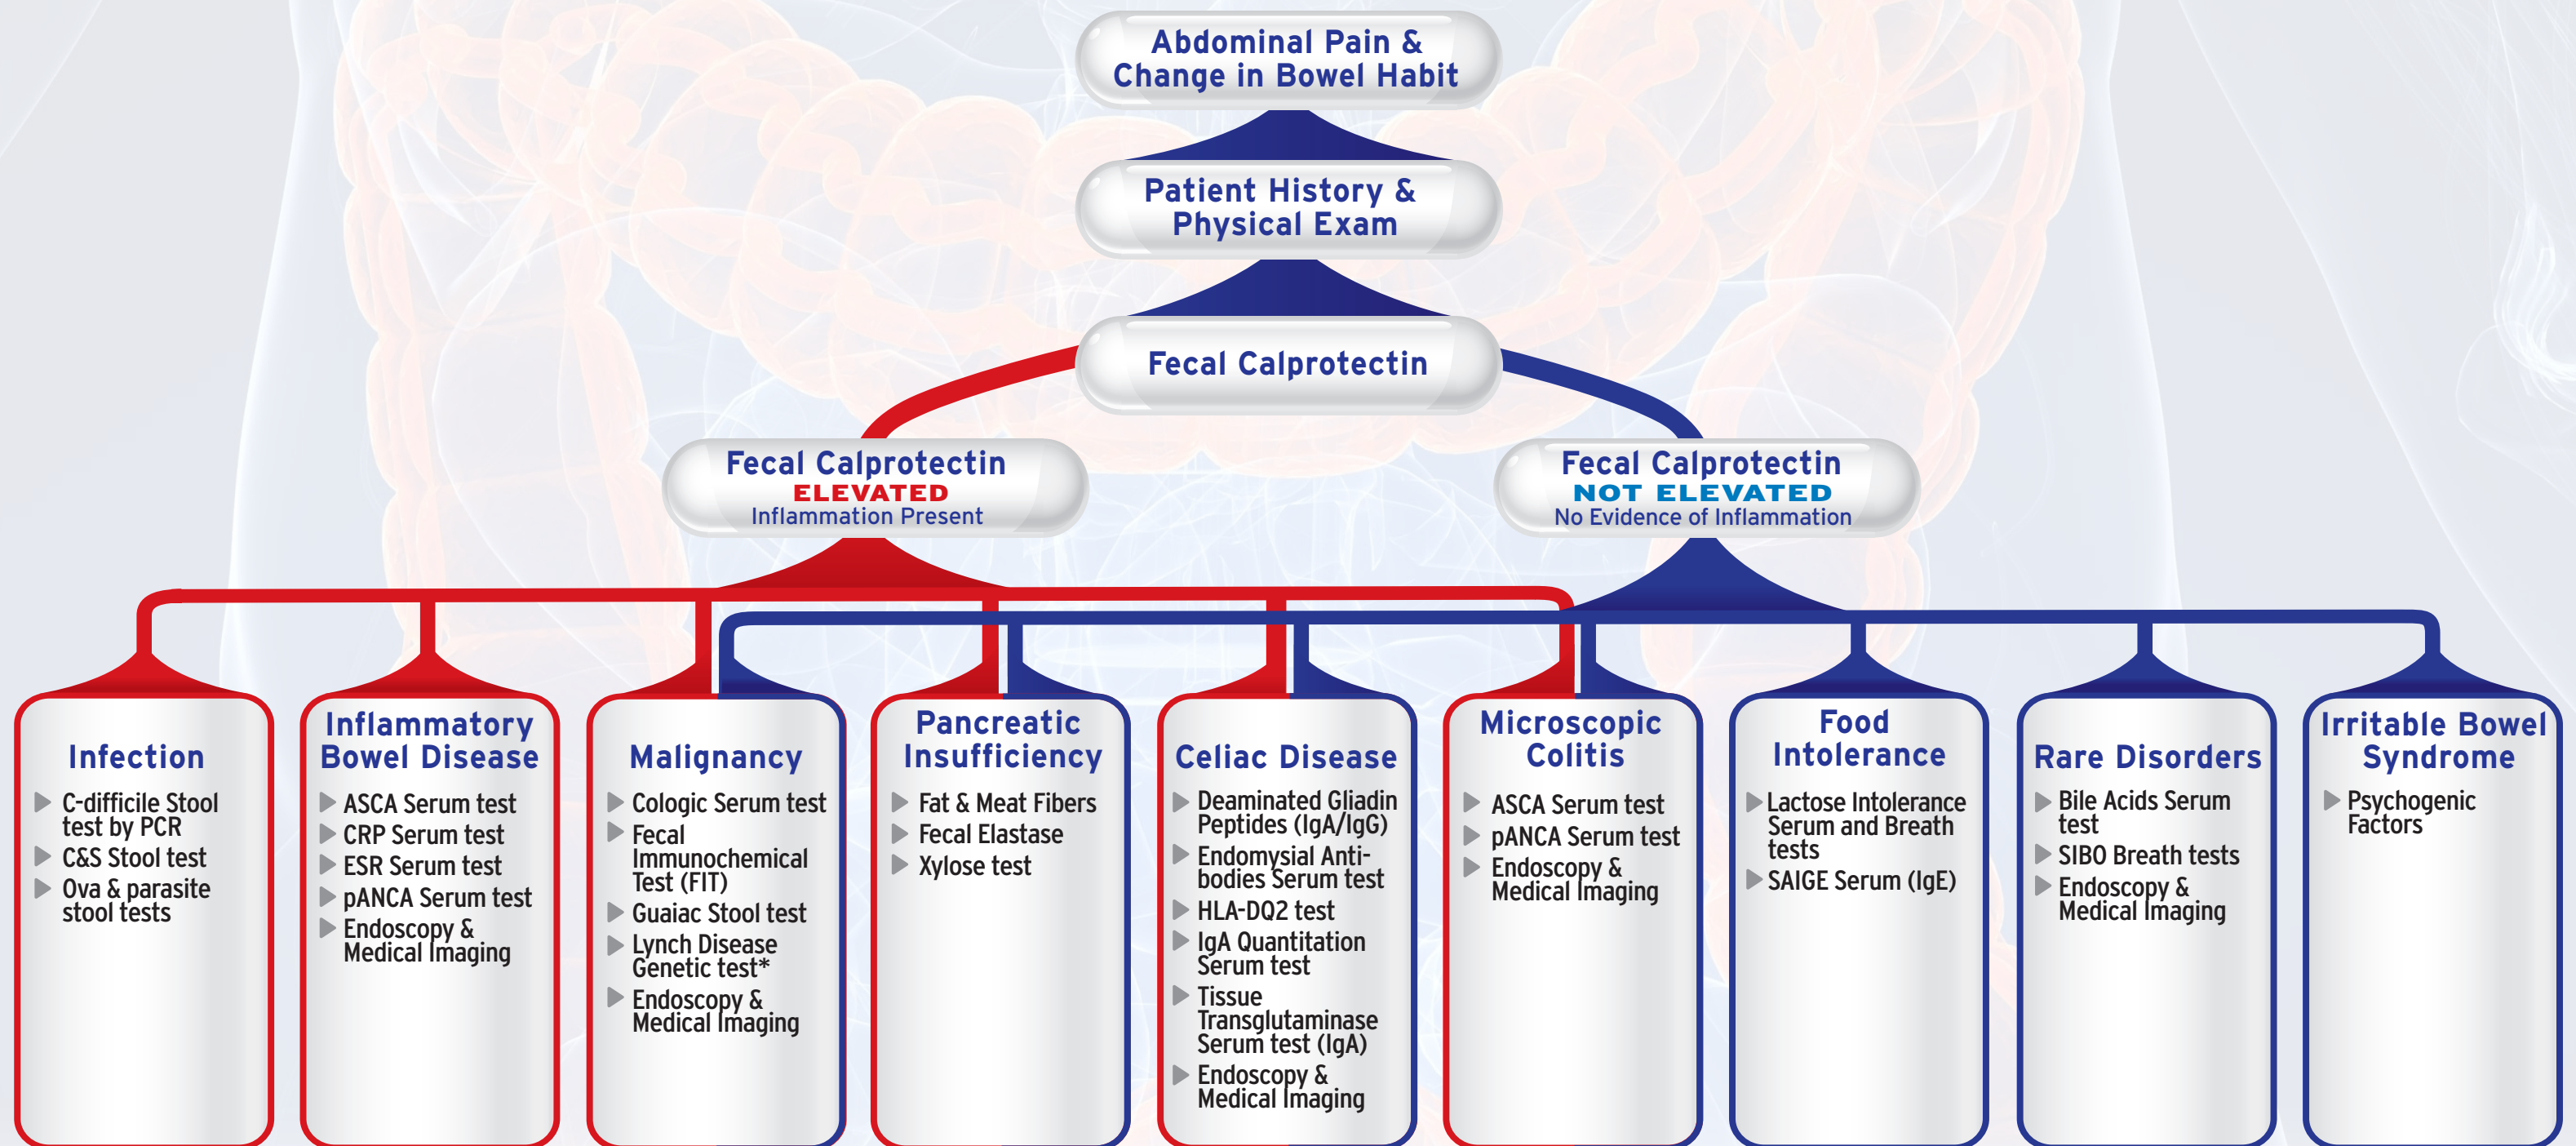 Abdominal Pain &
Change in Bowel Habit
Patient History &
Physical Exam
Fecal Calprotectin
Fecal Calprotectin
ELEVATED
Inflammation Present
Fecal Calprotectin
NOT ELEVATED
No Evidence of Inflammation
Infection
C-difficile Stool
test by PCR
C&S Stool test
Ova & parasite
stool tests
Inflammatory
Bowel Disease
ASCA Serum test
CRP Serum test
ESR Serum test
pANCA Serum test
Endoscopy &
Medical Imaging
Malignancy
Cologic Serum test
Fecal
Immunochemical
Test (FIT)
Guaiac Stool test
Lynch Disease
Genetic test*
Endoscopy &
Medical Imaging
Pancreatic
Insufficiency
Fat & Meat Fibers
Fecal Elastase
Xylose test
Celiac Disease
Deaminated Gliadin
Peptides (IgA/IgG)
Endomysial Anti-
bodies Serum test
HLA-DQ2 test
IgA Quantitation
Serum test
Tissue
Transglutaminase
Serum test (IgA)
Endoscopy &
Medical Imaging
Microscopic
Colitis
ASCA Serum test
pANCA Serum test
Endoscopy &
Medical Imaging
Food
Intolerance
Lactose Intolerance
Serum and Breath
tests
SAIGE Serum (IgE)
Rare Disorders
Bile Acids Serum
test
SIBO Breath tests
Endoscopy &
Medical Imaging
Irritable Bowel
Syndrome
Psychogenic
Factors